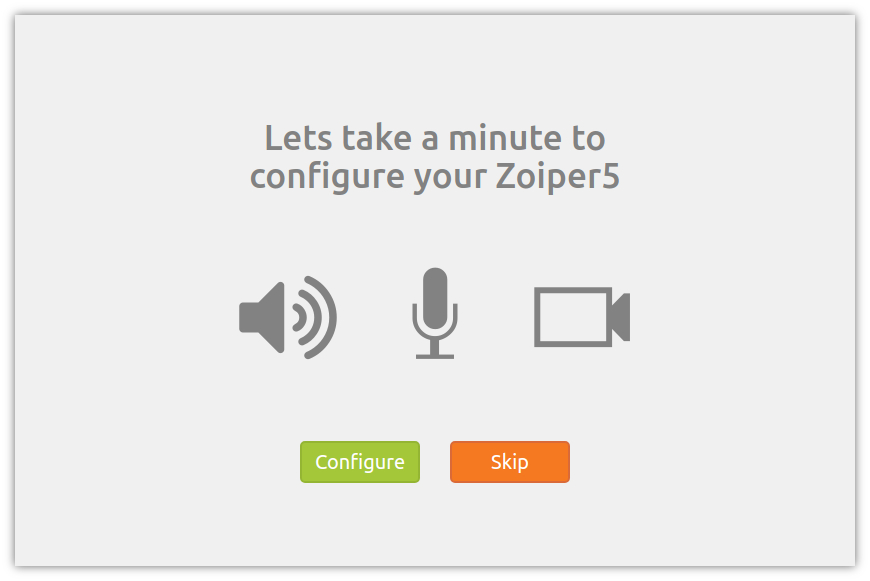 Lets take a minute to
configure your Zoiper5
Configure
Skip